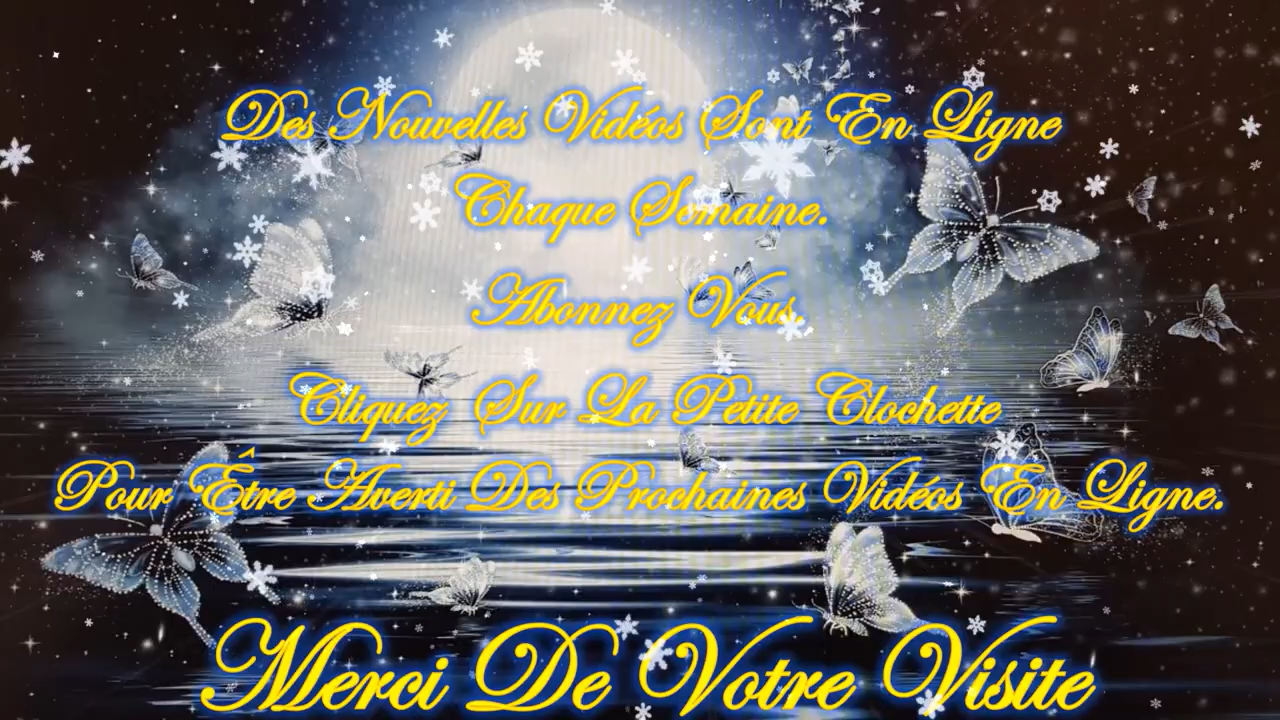 Des Nouvelles Vidéos Sont En Ligne
Chaque Semaine.
Abonnez Vous.
Cliquez Sur La Petite Clochette
Pour Être Averti Des Prochaines Vidéos En Ligne.
Merci De Votre Visite